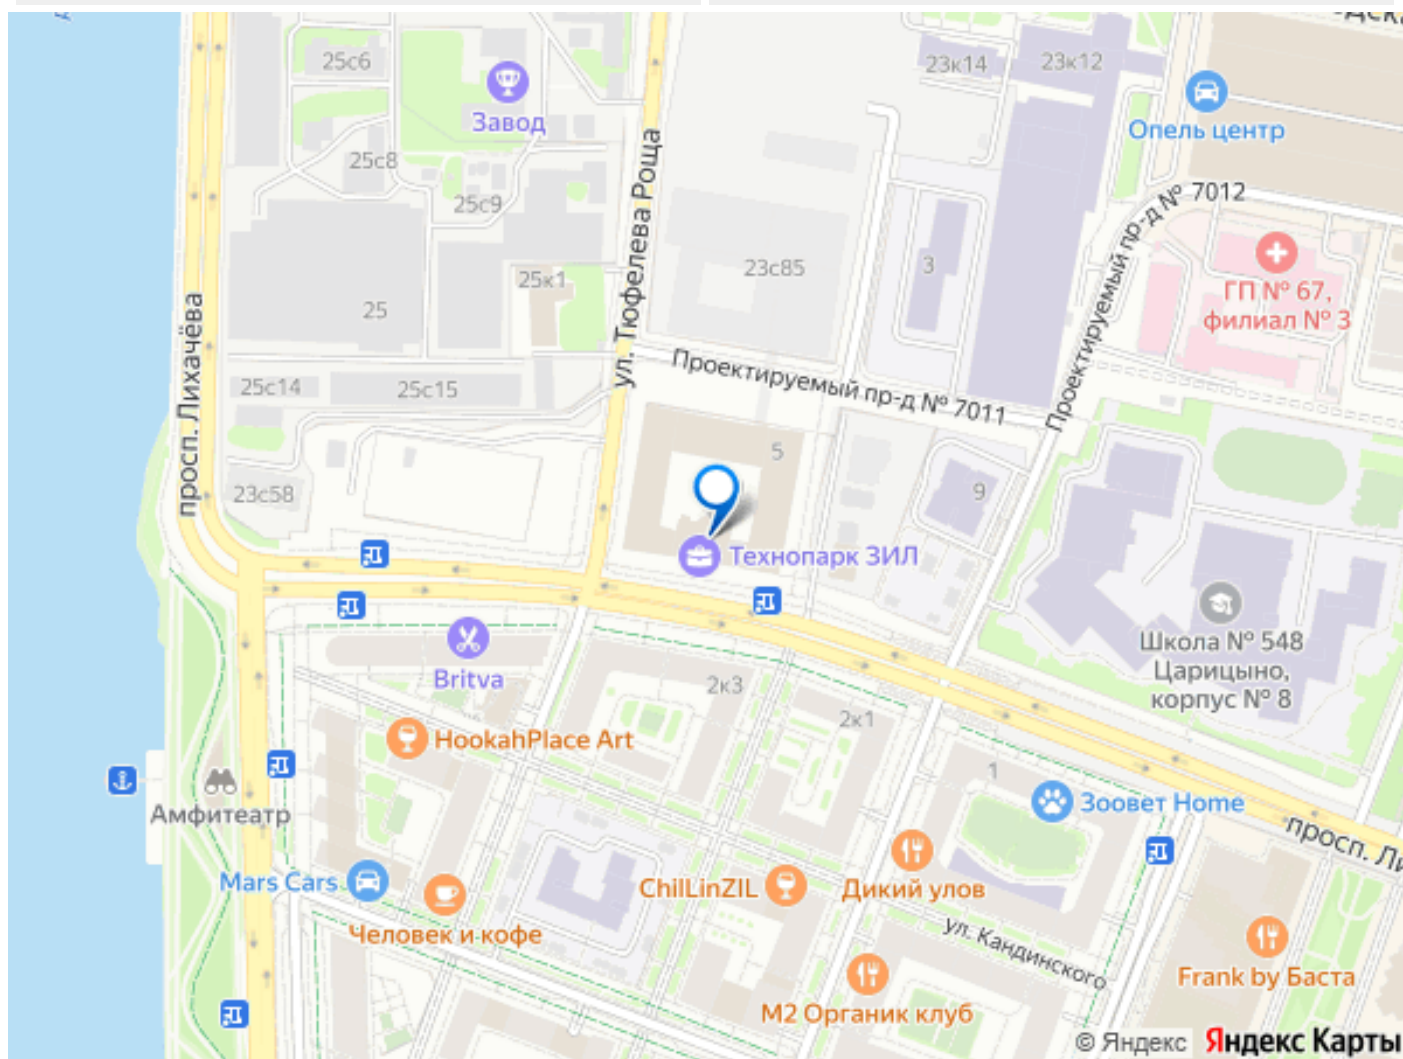 25с6
Завод
23к14
23к12
Опель центр
25с8
25с9
ул. Тюфелева Роща
Проектируемый пр-д № 7012
25к1
23с85
3
ГП № 67,
филиал № 3
25
просп. Лихачёва
25с14
25с15
Проектируемый пр-д № 7011
5
23с58
9
Технопарк ЗИЛ
Школа № 548
Царицыно,
корпус № 8
Britva
2к3
2к1
HookahPlace Art
1
Зоовет Home
Амфитеатр
просп. Ли
Mars Cars
ChilLinZIL
Дикий улов
Человек и кофе
ул. Кандинского
Frank by Баста
М2 Органик клуб
© Яндекс Яндекс Карты